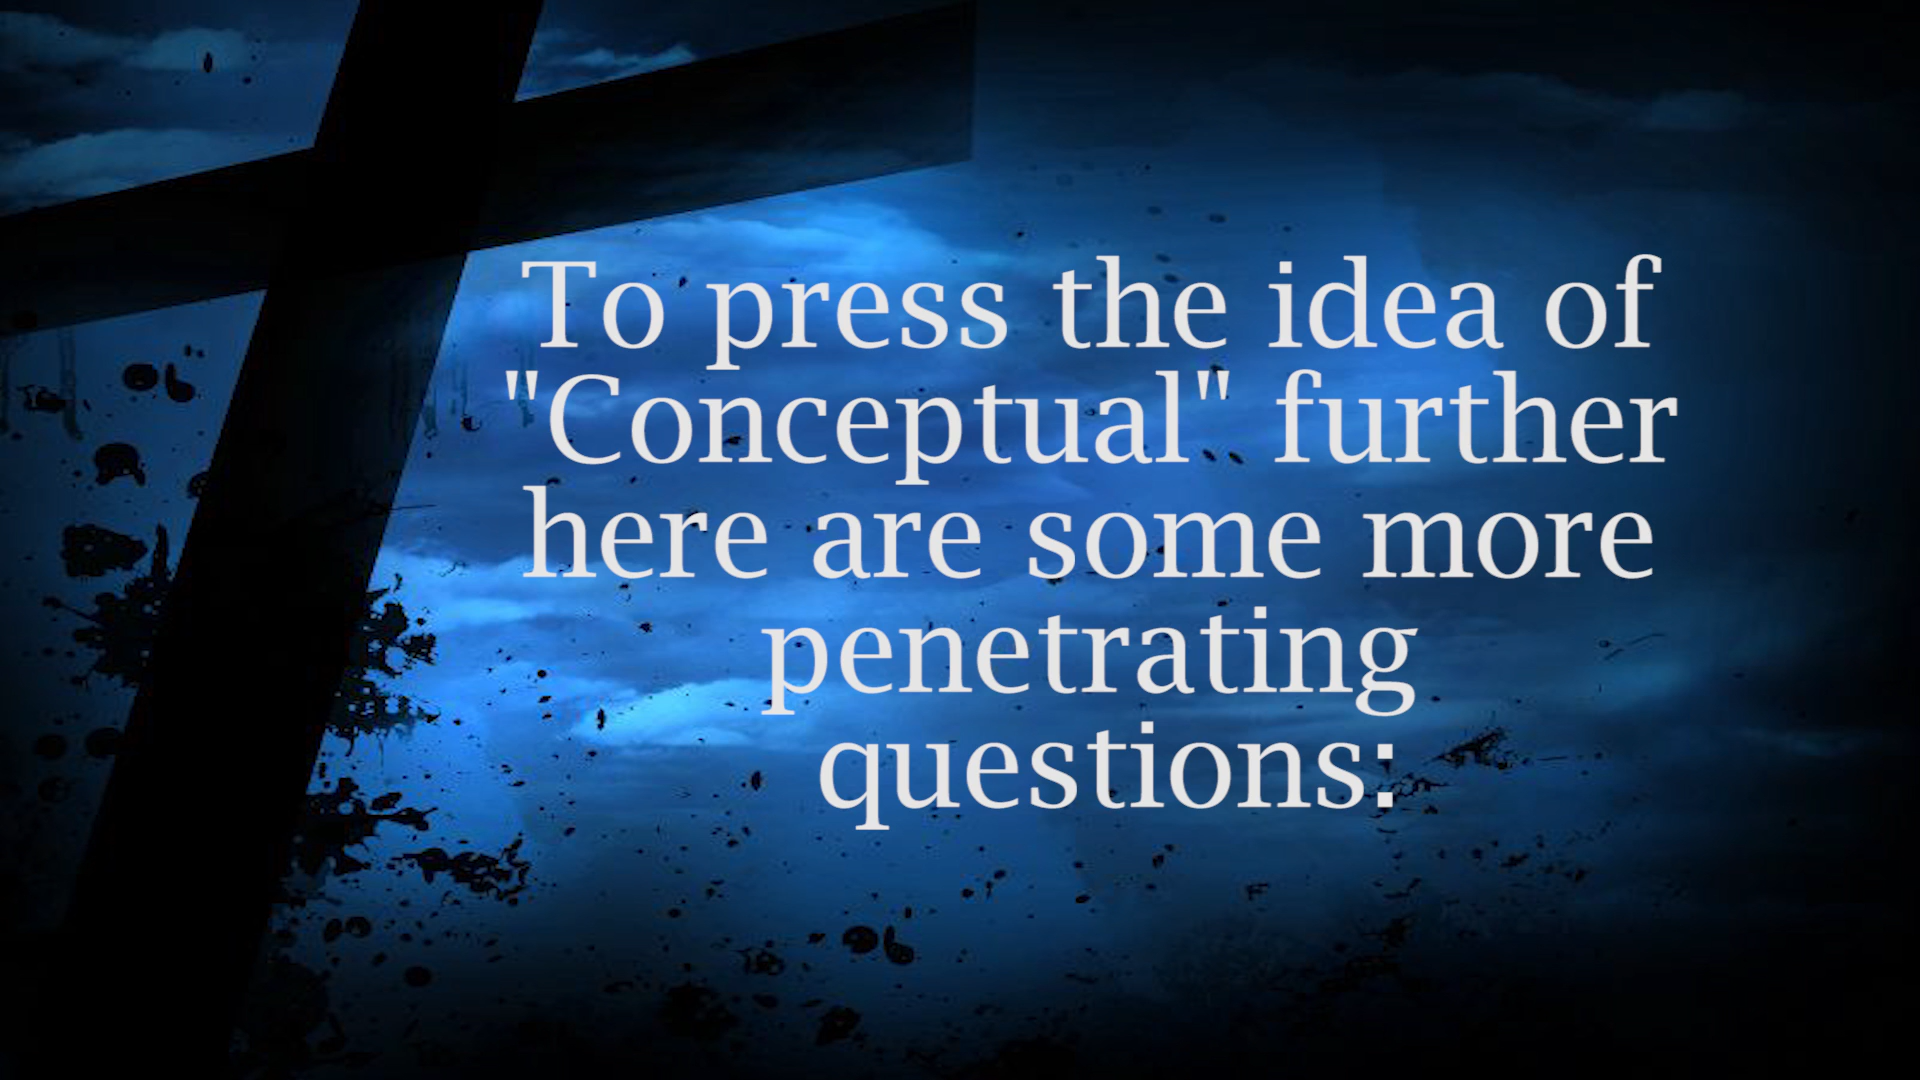 To press the idea of
"Conceptual" further
here are some more
penetrating
questions: